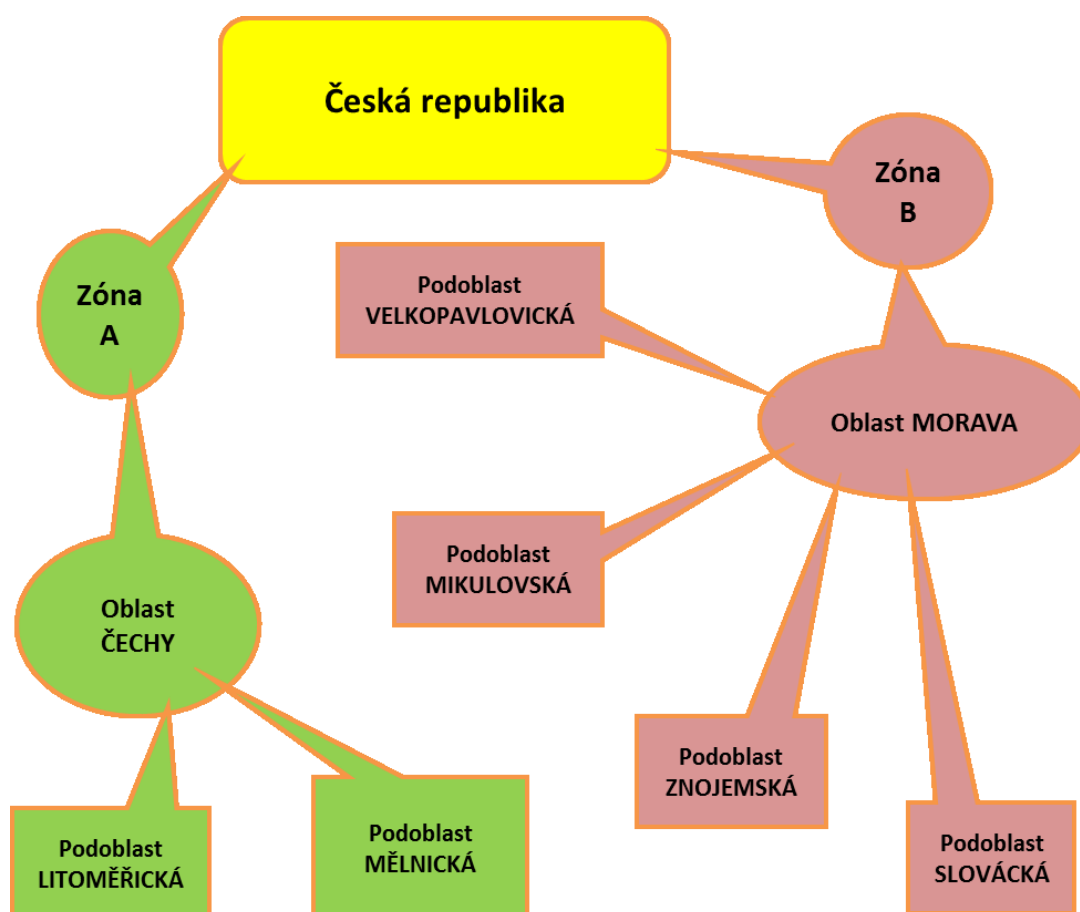 Česká republika
Zóna
A
Zóna
B
Podoblast
VELKOPAVLOVICKÁ
Oblast MORAVA
Podoblast
MIKULOVSKÁ
Oblast
ČECHY
Podoblast
ZNOJEMSKÁ
Podoblast
LITOMĚŘICKÁ
Podoblast
MĚLNICKÁ
Podoblast
SLOVÁCKÁ